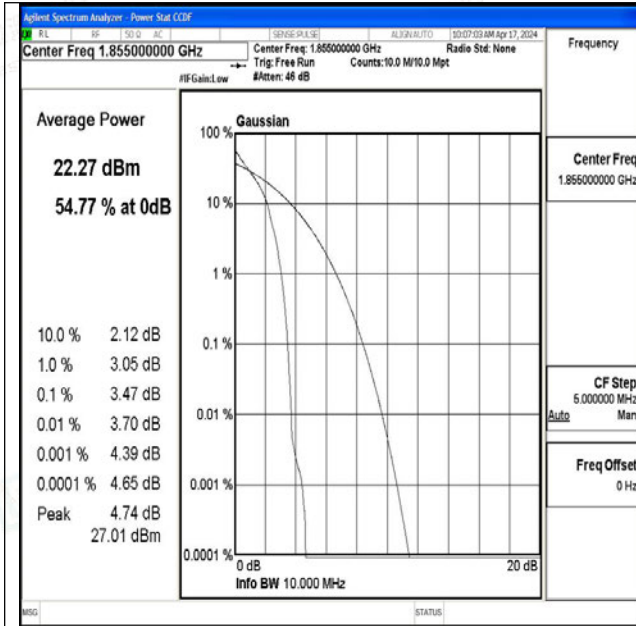 Agilent Spectrum Analyzer - Power Stat CCDF
RL RF 50 Ω AC SENSE:PULSE ALIGNAUTO 10:07:03 AM Apr 17, 2024
Center Freq 1.855000000 GHz
Center Freq: 1.855000000 GHz Radio Std: None
Trig: Free Run Counts:10.0 M/10.0 Mpt
#IFGain:Low #Atten: 46 dB
Frequency
Average Power
22.27 dBm
54.77 % at 0dB
10.0 % 2.12 dB
1.0 % 3.05 dB
0.1 % 3.47 dB
0.01 % 3.70 dB
0.001 % 4.39 dB
0.0001 % 4.65 dB
Peak 4.74 dB
27.01 dBm
Gaussian
100 %
10 %
1 %
0.1 %
0.01 %
0.001 %
0.0001 %
0 dB 20 dB
Info BW 10.000 MHz
Center Freq
1.855000000 GHz
CF Step
5.000000 MHz
Auto Man
Freq Offset
0 Hz
MSG STATUS